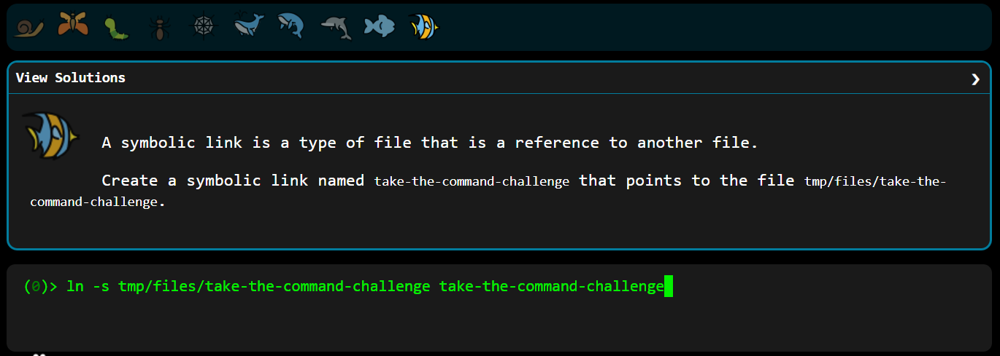 View Solutions ❯
A symbolic link is a type of file that is a reference to another file.
Create a symbolic link named take-the-command-challenge that points to the file tmp/files/take-the-
command-challenge.
(0)> ln -s tmp/files/take-the-command-challenge take-the-command-challenge